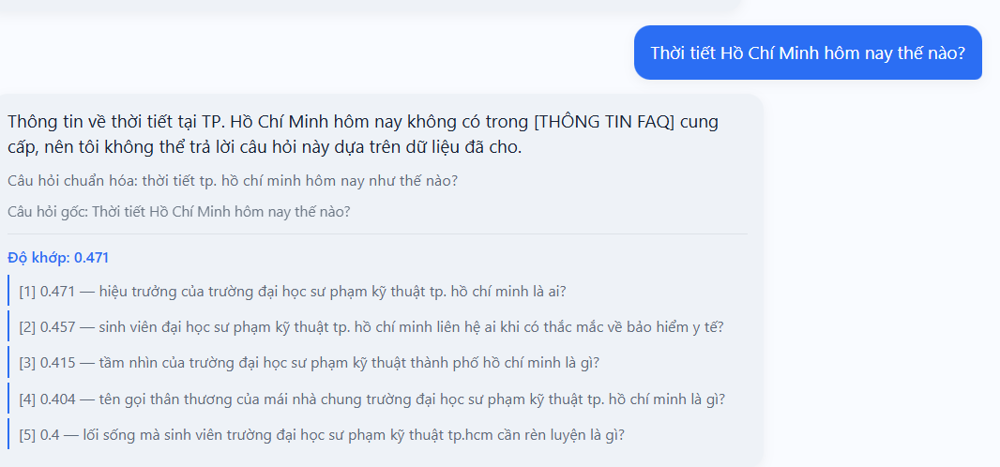 Thời tiết Hồ Chí Minh hôm nay thế nào?
Thông tin về thời tiết tại TP. Hồ Chí Minh hôm nay không có trong [THÔNG TIN FAQ] cung
cấp, nên tôi không thể trả lời câu hỏi này dựa trên dữ liệu đã cho.
Câu hỏi chuẩn hóa: thời tiết tp. hồ chí minh hôm nay như thế nào?
Câu hỏi gốc: Thời tiết Hồ Chí Minh hôm nay thế nào?
Độ khớp: 0.471
[1] 0.471 — hiệu trưởng của trường đại học sư phạm kỹ thuật tp. hồ chí minh là ai?
[2] 0.457 — sinh viên đại học sư phạm kỹ thuật tp. hồ chí minh liên hệ ai khi có thắc mắc về bảo hiểm y tế?
[3] 0.415 — tầm nhìn của trường đại học sư phạm kỹ thuật thành phố hồ chí minh là gì?
[4] 0.404 — tên gọi thân thương của mái nhà chung trường đại học sư phạm kỹ thuật tp. hồ chí minh là gì?
[5] 0.4 — lối sống mà sinh viên trường đại học sư phạm kỹ thuật tp.hcm cần rèn luyện là gì?